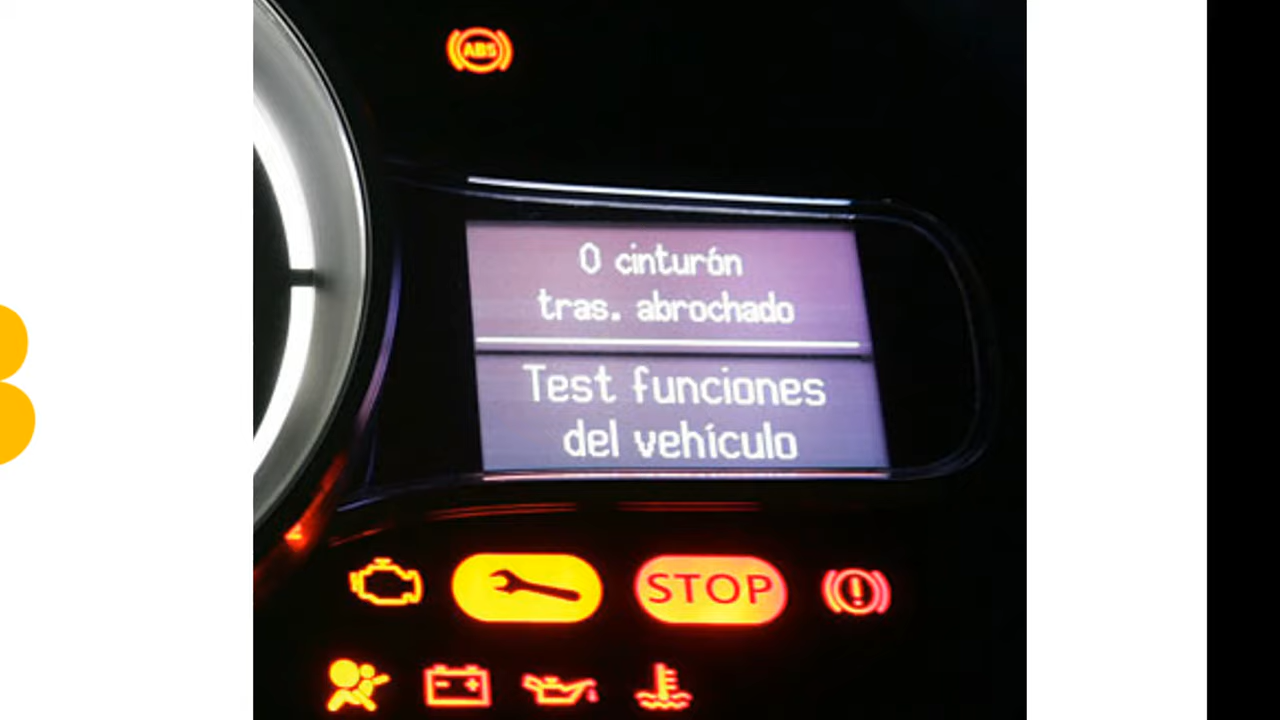 ABS
0 cinturón
tras. abrochado
Test funciones
del vehículo
STOP